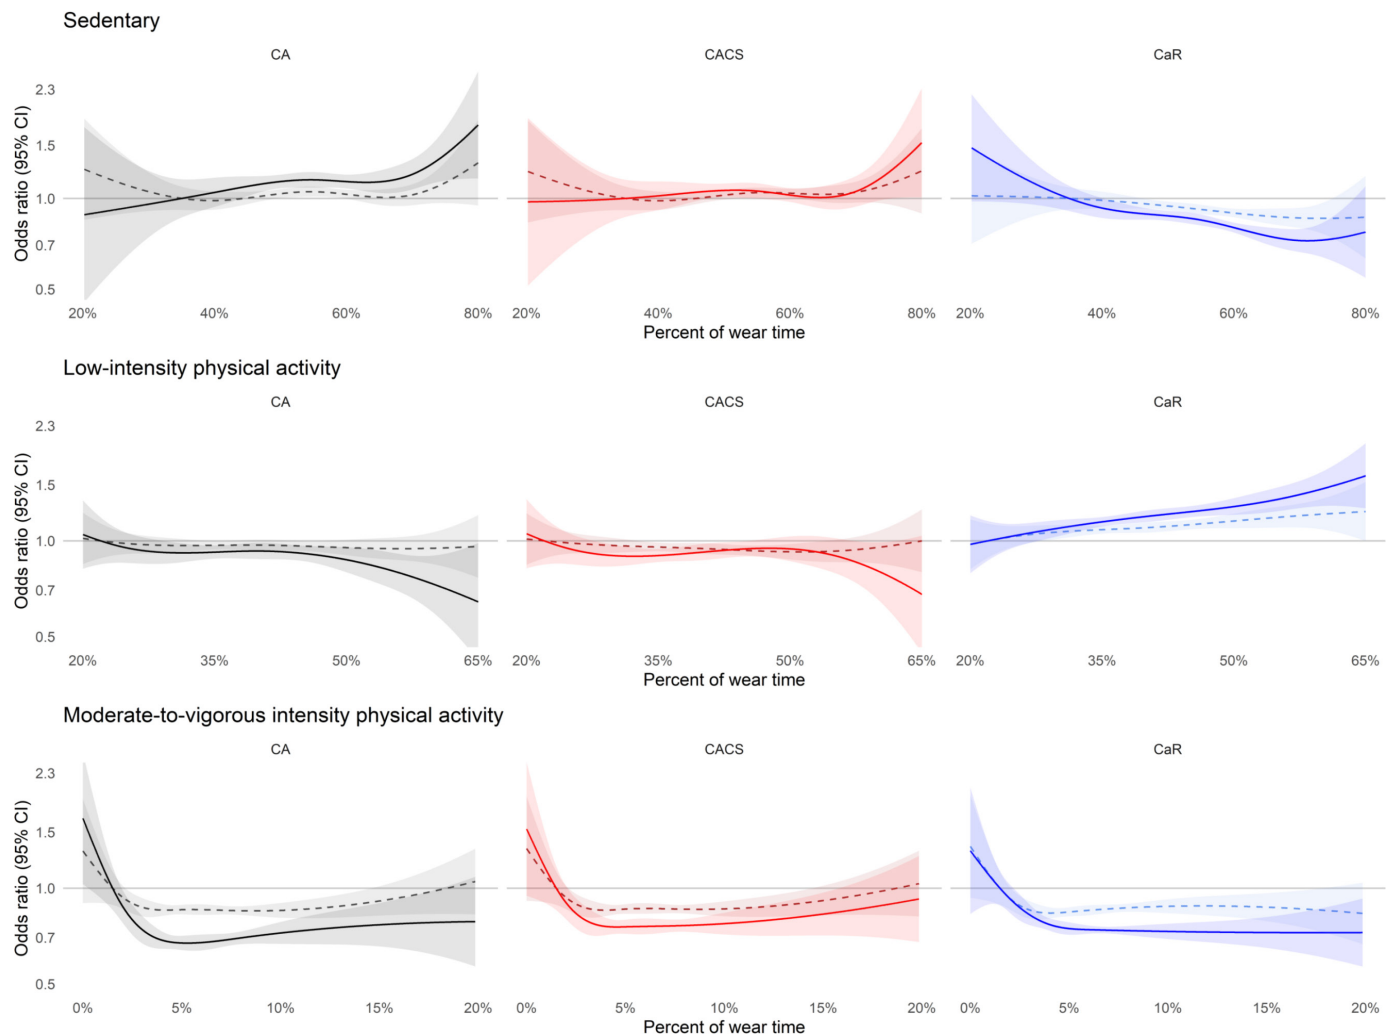 Sedentary
CA CACS CaR
Odds ratio (95% CI)
2.3
1.5
1.0
0.7
0.5
20% 40% 60% 80% 20% 40% 60% 80% 20% 40% 60% 80%
Percent of wear time
Low-intensity physical activity
CA CACS CaR
Odds ratio (95% CI)
2.3
1.5
1.0
0.7
0.5
20% 35% 50% 65% 20% 35% 50% 65% 20% 35% 50% 65%
Percent of wear time
Moderate-to-vigorous intensity physical activity
CA CACS CaR
Odds ratio (95% CI)
2.3
1.5
1.0
0.7
0.5
0% 5% 10% 15% 20% 0% 5% 10% 15% 20% 0% 5% 10% 15% 20%
Percent of wear time